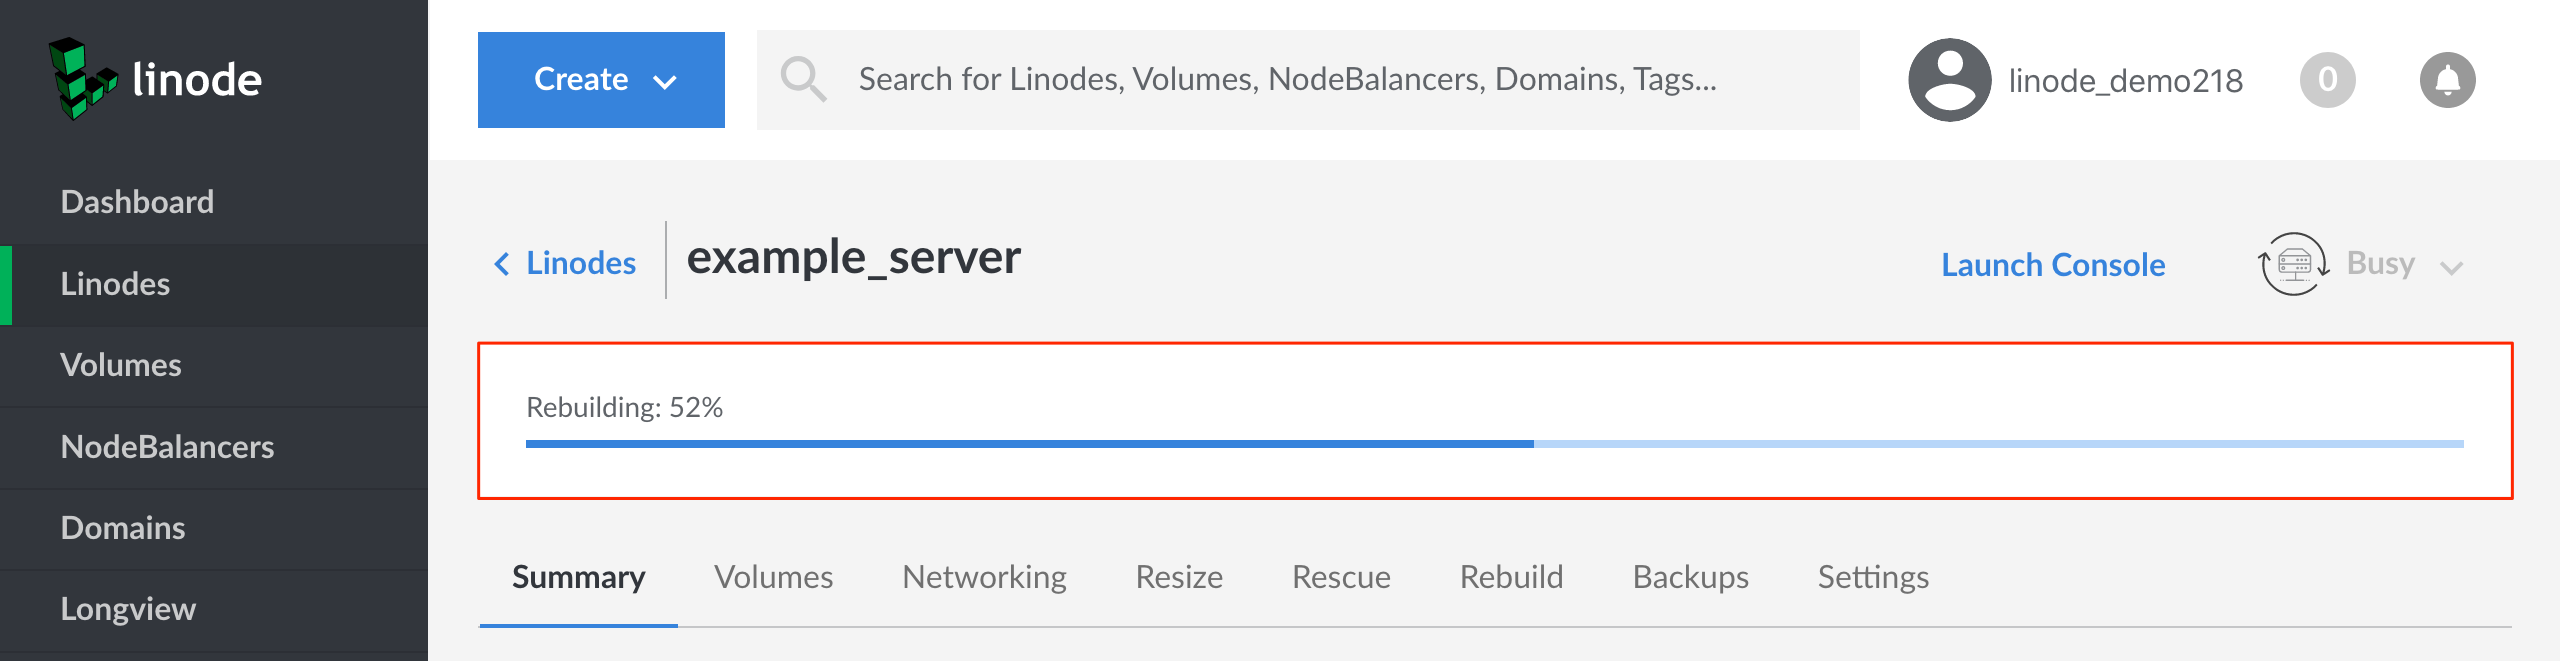 linode
Dashboard
Linodes
Volumes
NodeBalancers
Domains
Longview
Create
Search for Linodes, Volumes, NodeBalancers, Domains, Tags...
linode_demo218
0
Linodes
example_server
Launch Console
Busy
Rebuilding: 52%
Summary Volumes Networking Resize Rescue Rebuild Backups Settings